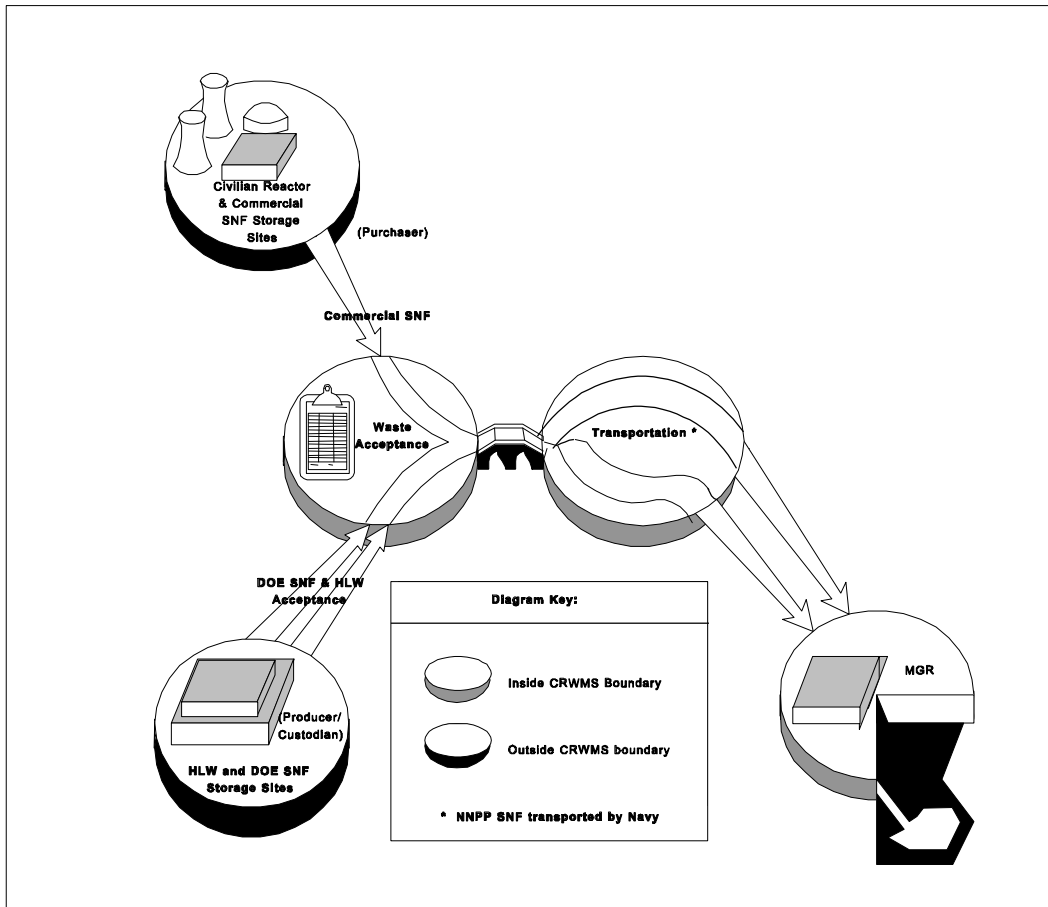 Civilian Reactor
& Commercial
SNF Storage
Sites
(Purchaser)
Commercial SNF
Waste
Acceptance
Transportation *
DOE SNF & HLW
Acceptance
(Producer/
Custodian)
HLW and DOE SNF
Storage Sites
Diagram Key:
Inside CRWMS Boundary
Outside CRWMS boundary
* NNPP SNF transported by Navy
MGR